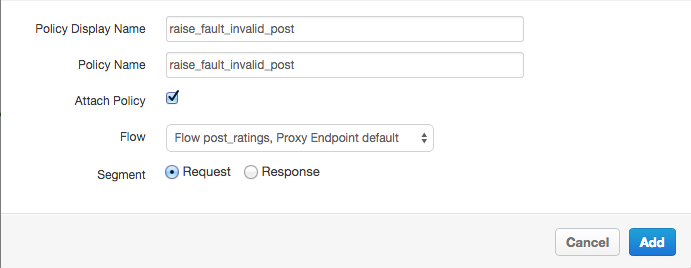 Policy Display Name raise_fault_invalid_post
Policy Name raise_fault_invalid_post
Attach Policy
Flow Flow post_ratings, Proxy Endpoint default
Segment Request Response
Cancel Add